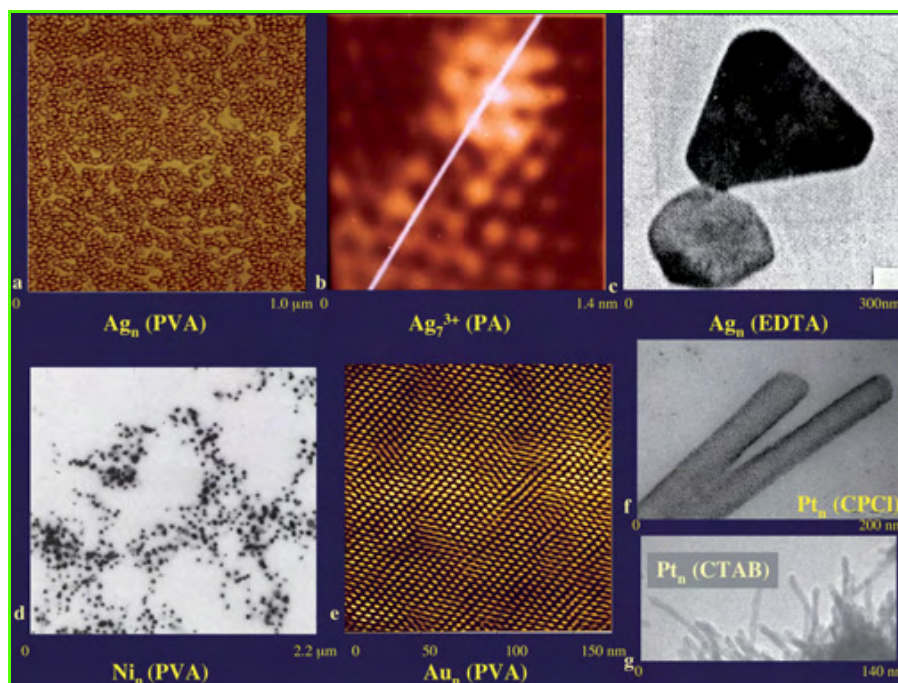 a
0 1.0 μm
Agₙ (PVA)
b
0 1.4 nm
Ag₇³⁺ (PA)
c
0 300nm
Agₙ (EDTA)
d
0 2.2 μm
Niₙ (PVA)
e
0 50 100 150 nm
Auₙ (PVA)
Ptₙ (CPCl)
f
0 200 nm
Ptₙ (CTAB)
g
0 140 nm